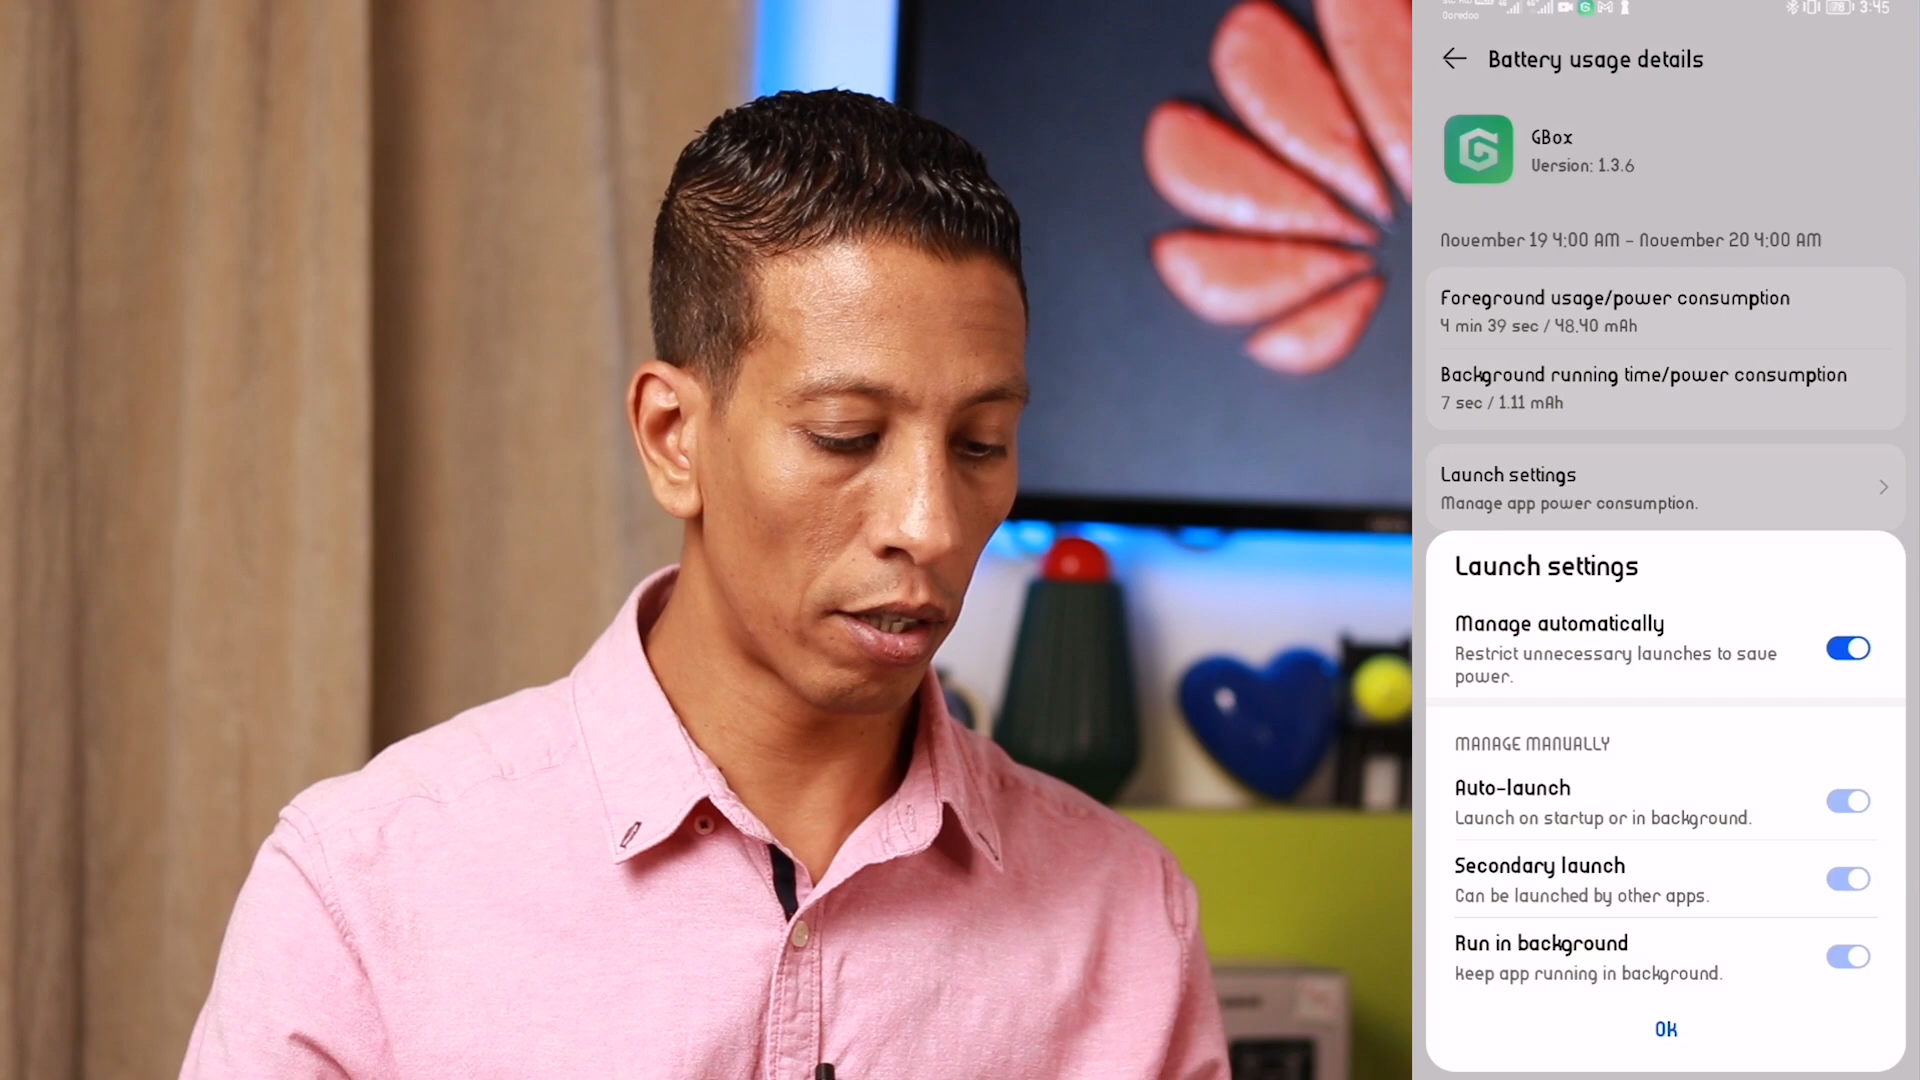 Ooredoo
78 3:45
Battery usage details
GBox
Version: 1.3.6
November 19 4:00 AM - November 20 4:00 AM
Foreground usage/power consumption
4 min 39 sec / 48.40 mAh
Background running time/power consumption
7 sec / 1.11 mAh
Launch settings
Manage app power consumption.
Launch settings
Manage automatically
Restrict unnecessary launches to save
power.
MANAGE MANUALLY
Auto-launch
Launch on startup or in background.
Secondary launch
Can be launched by other apps.
Run in background
Keep app running in background.
OK